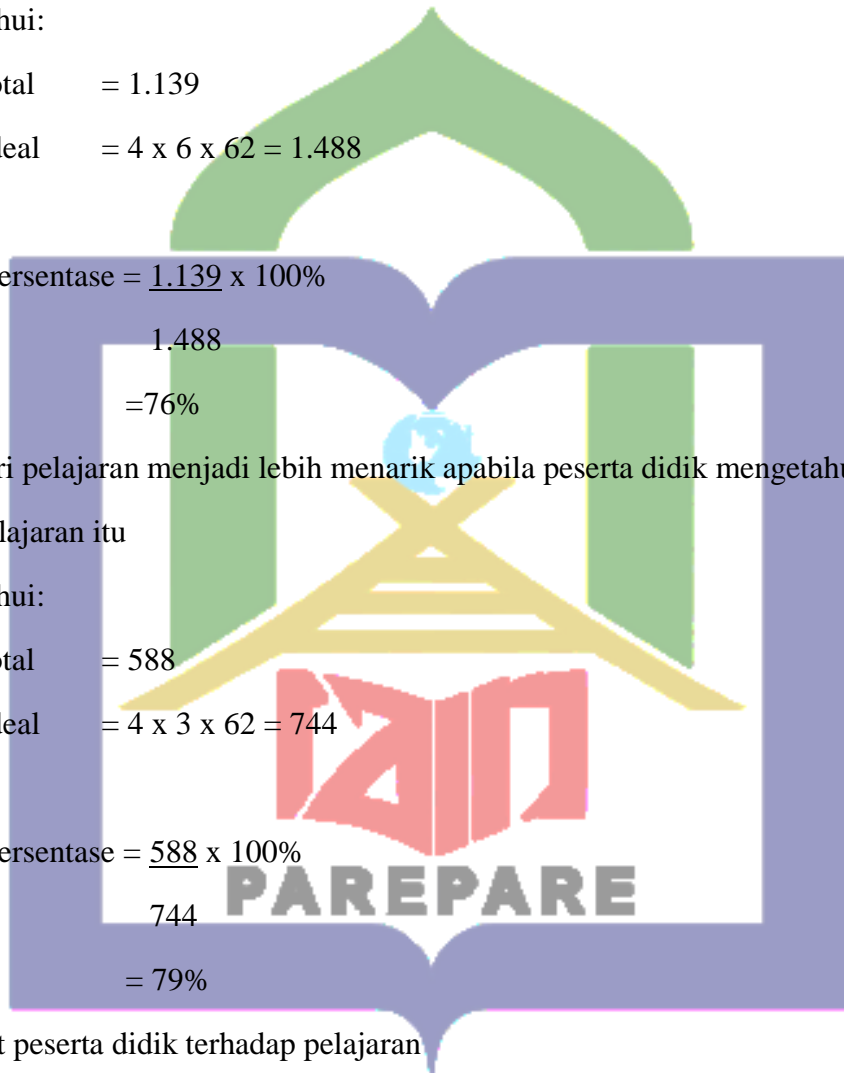 hui:
otal = 1.139
deal = 4 x 6 x 62 = 1.488
ersentase = 1.139 x 100%
1.488
=76%
ri pelajaran menjadi lebih menarik apabila peserta didik mengetahu
lajaran itu
hui:
otal = 588
deal = 4 x 3 x 62 = 744
ersentase = 588 x 100%
744
= 79%
t peserta didik terhadap pelajaran
iain
PAREPARE